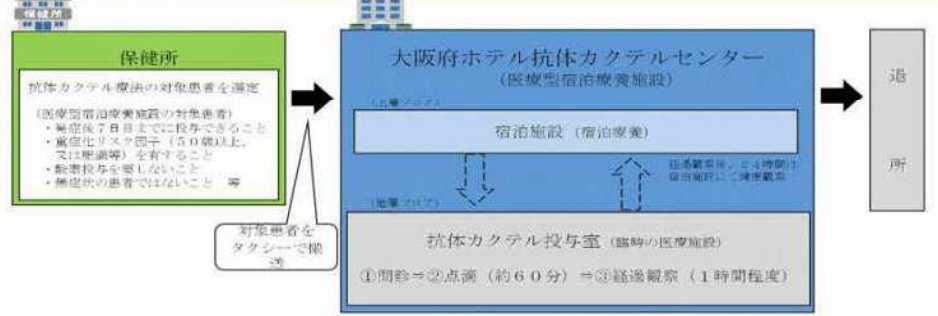 保健所
保健所
抗体カクテル療法の対象患者を選定
(医療型宿泊療養施設の対象患者)
・発症後7日目までに投与できること
・重症化リスク因子(50歳以上、
又は肥満等)を有すること
・酸素投与を要しないこと
・無症状の患者ではないこと 等
対象患者を
タクシーで搬
送
大阪府ホテル抗体カクテルセンター
(医療型宿泊療養施設)
宿泊施設(宿泊療養)
経過観察後、24時間は
宿泊施設にて健康観察
抗体カクテル投与室(臨時の医療施設)
①問診⇒②点滴(約60分)⇒③経過観察(1時間程度)
退
所